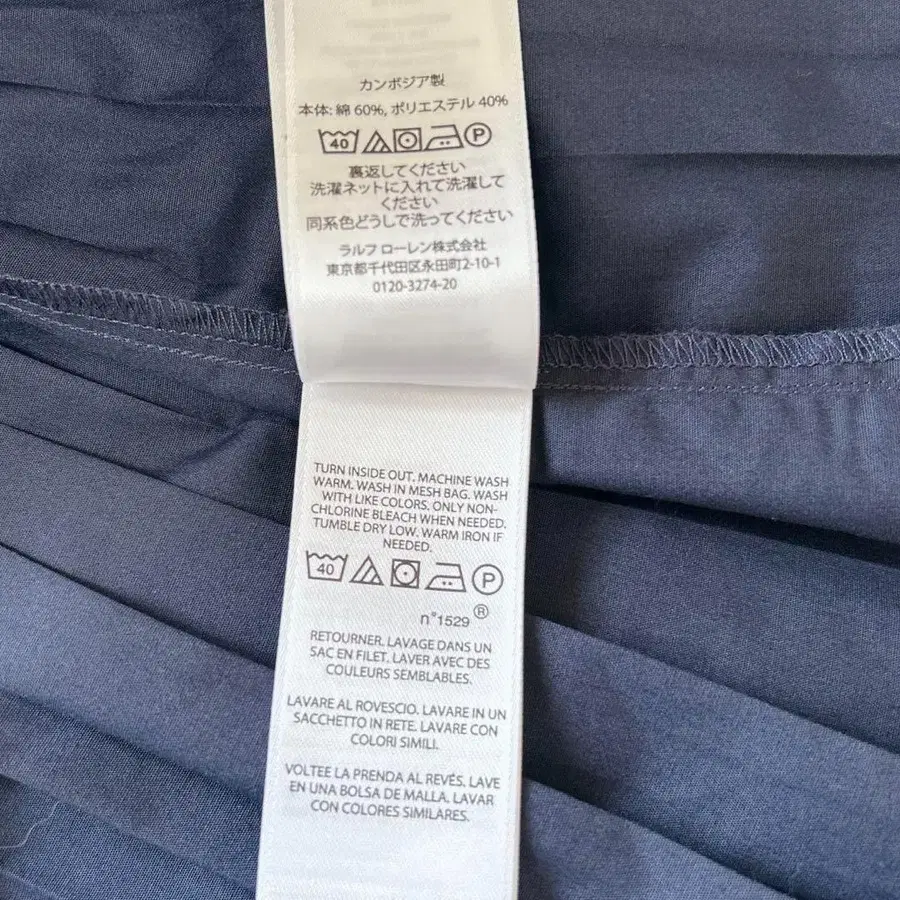 カンボジア製
本体: 綿 60%, ポリエステル 40%
40 P
裏返してください
洗濯ネットに入れて洗濯して
ください
同系色どうしで洗ってください
ラルフ ローレン株式会社
東京都千代田区永田町2-10-1
0120-3274-20
TURN INSIDE OUT. MACHINE WASH
WARM. WASH IN MESH BAG. WASH
WITH LIKE COLORS. ONLY NON-
CHLORINE BLEACH WHEN NEEDED.
TUMBLE DRY LOW. WARM IRON IF
NEEDED.
40 P
n°1529 ®
RETOURNER. LAVAGE DANS UN
SAC EN FILET. LAVER AVEC DES
COULEURS SEMBLABLES.
LAVARE AL ROVESCIO. LAVARE IN UN
SACCHETTO IN RETE. LAVARE CON
COLORI SIMILI.
VOLTEE LA PRENDA AL REVÉS. LAVE
EN UNA BOLSA DE MALLA. LAVAR
CON COLORES SIMILARES.